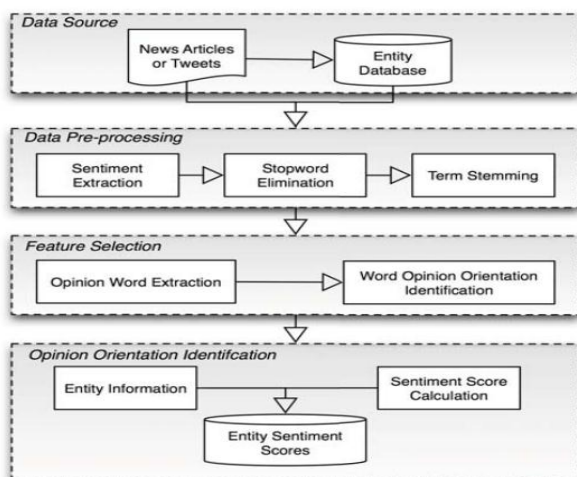 Data Source
News Articles
or Tweets
Entity
Database
Data Pre-processing
Sentiment
Extraction
Stopword
Elimination
Term Stemming
Feature Selection
Opinion Word Extraction
Word Opinion Orientation
Identification
Opinion Orientation Identifcation
Entity Information
Sentiment Score
Calculation
Entity Sentiment
Scores